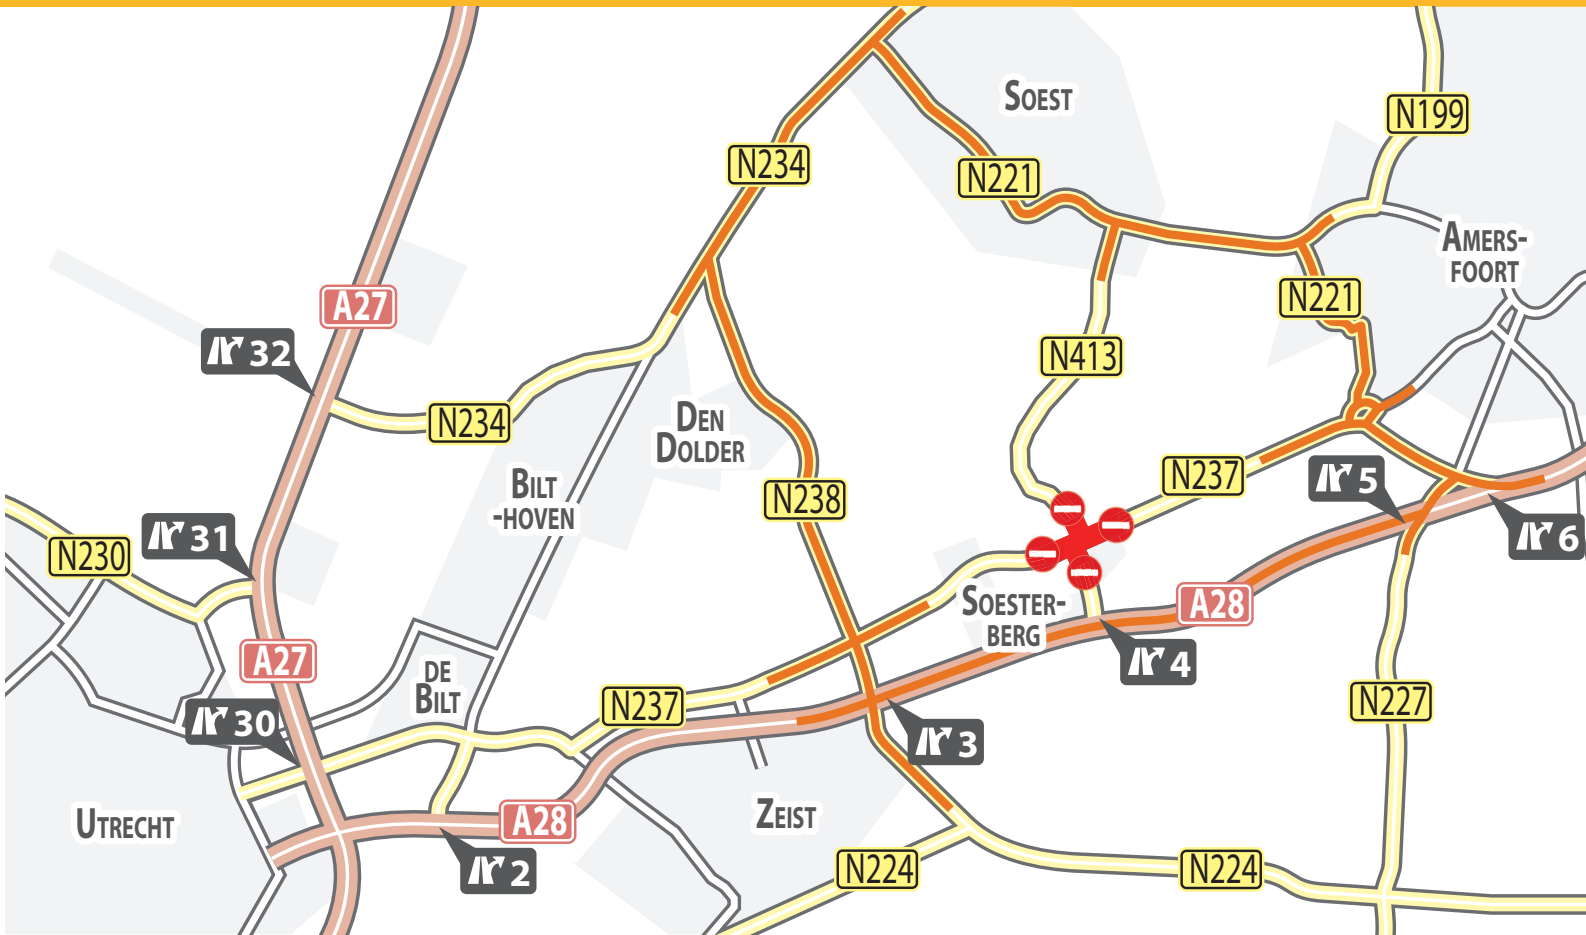 SOEST
N199
N234
N221
AMERS-
FOORT
A27
N221
32
N413
N234
DEN
DOLDER
BILT
-HOVEN
N237
5
N238
31
N230
6
SOESTER-
BERG
A28
A27
4
DE
BILT
N237
N227
30
3
UTRECHT
ZEIST
A28
2
N224
N224